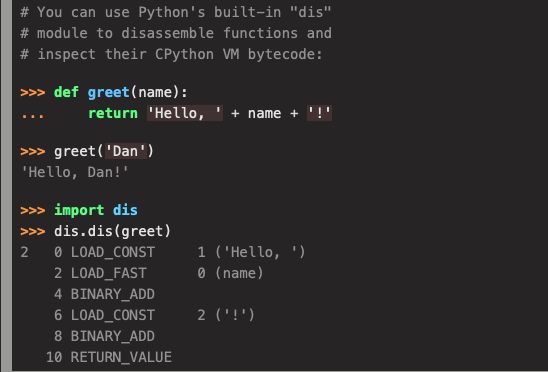 # You can use Python's built-in "dis"
# module to disassemble functions and
# inspect their CPython VM bytecode:
>>> def greet(name):
...     return 'Hello, ' + name + '!'
>>> greet('Dan')
'Hello, Dan!'
>>> import dis
>>> dis.dis(greet)
2   0 LOAD_CONST     1 ('Hello, ')
    2 LOAD_FAST      0 (name)
    4 BINARY_ADD
    6 LOAD_CONST     2 ('!')
    8 BINARY_ADD
   10 RETURN_VALUE